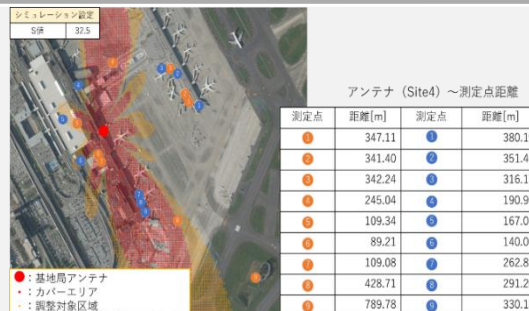 シミュレーション設定
S値 32.5
アンテナ（Site4）～測定点距離
測定点 距離[m] 測定点 距離[m]
1 347.11 1 380.1
2 341.40 2 351.4
3 342.24 3 316.1
4 245.04 4 190.9
5 109.34 5 167.0
6 89.21 6 140.0
7 109.08 7 262.8
8 428.71 8 291.2
9 789.78 9 330.1
：基地局アンテナ
：カバーエリア
：調整対象区域